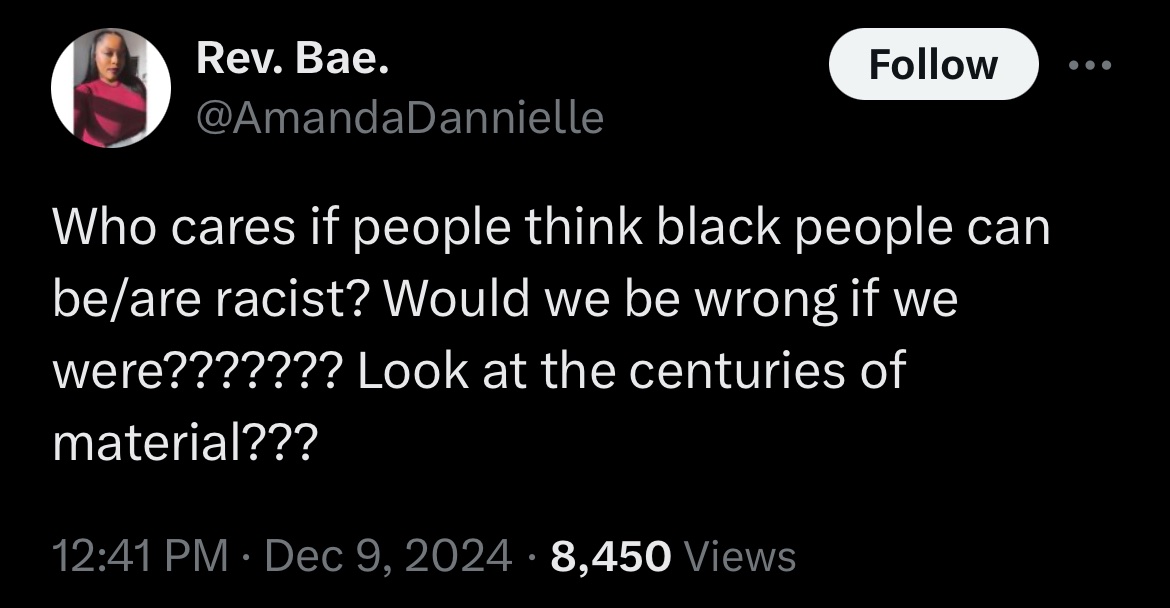 Rev. Bae.
Follow
@AmandaDannielle
Who cares if people think black people can
be/are racist? Would we be wrong if we
were??????? Look at the centuries of
material???
12:41 PM · Dec 9, 2024 · 8,450 Views